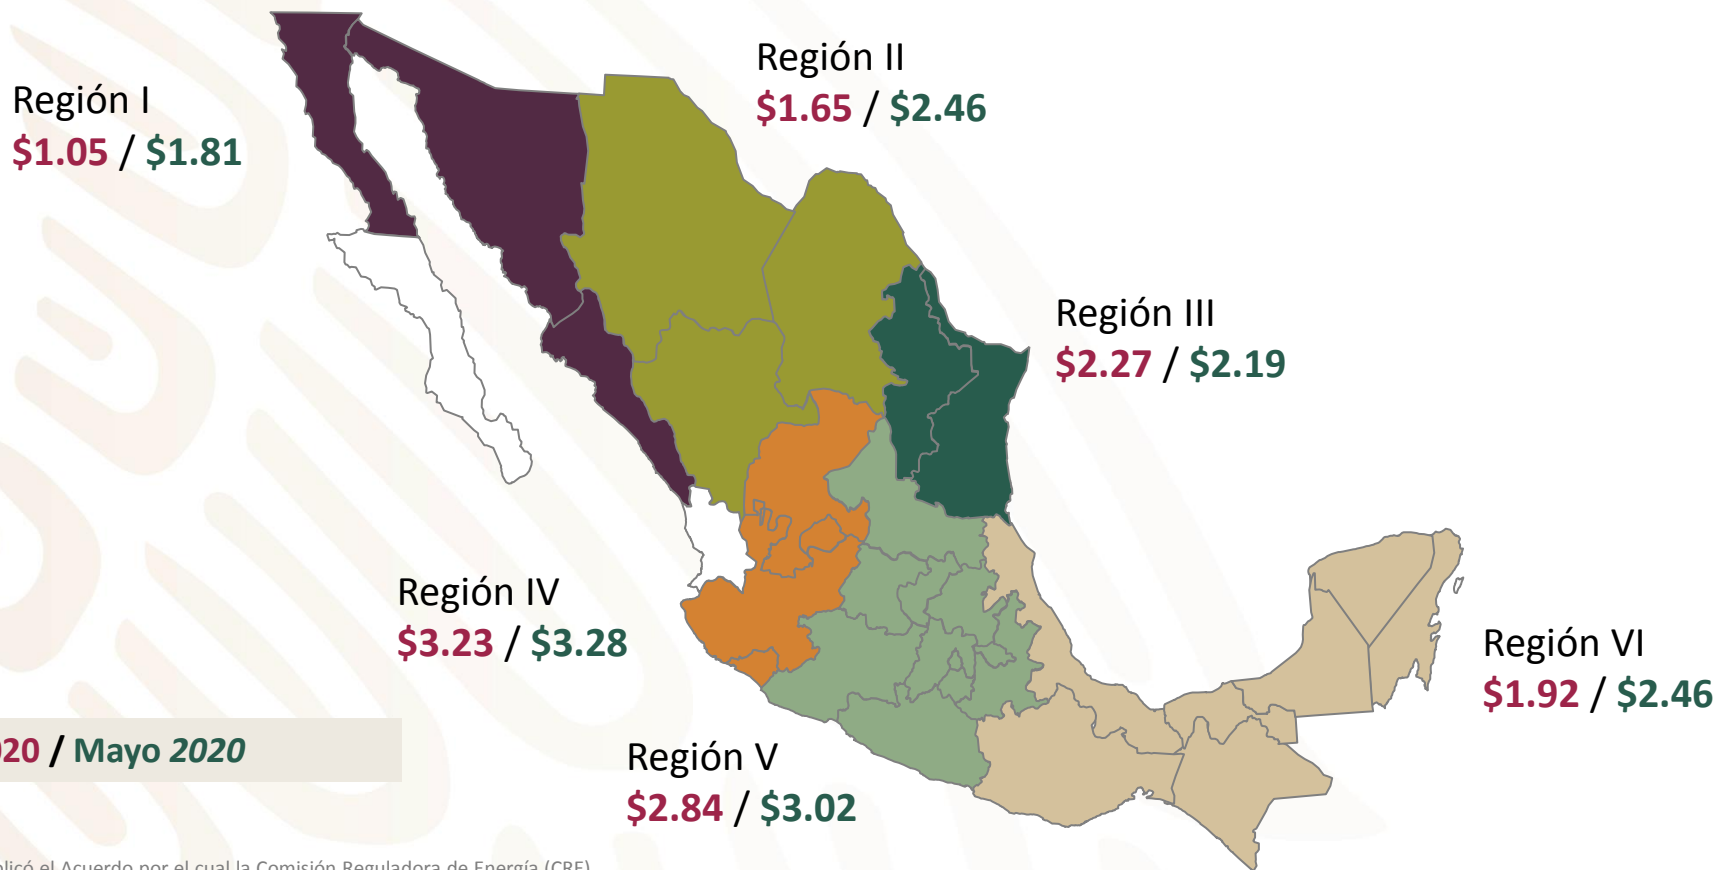 Región I
$1.05 / $1.81
Región II
$1.65 / $2.46
Región III
$2.27 / $2.19
Región IV
$3.23 / $3.28
Región VI
$1.92 / $2.46
/ Mayo 2020
Región V
$2.84 / $3.02
el Acuerdo por el cual la Comisión Reguladora de Energía (CRE)